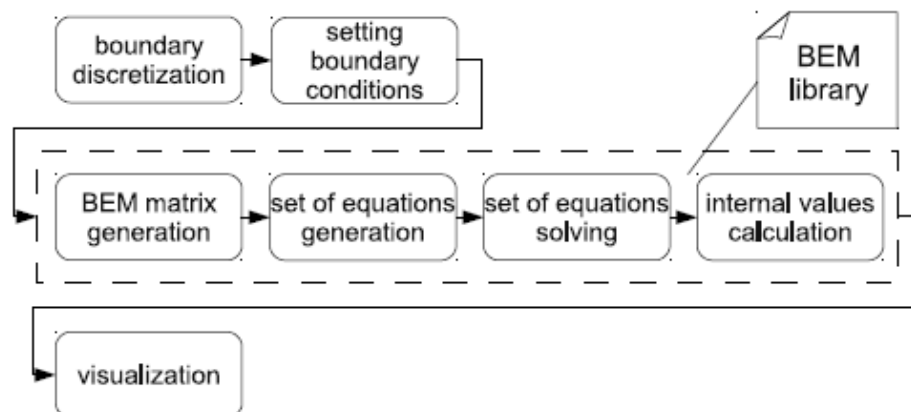 boundary
discretization
setting
boundary
conditions
BEM
library
BEM matrix
generation
set of equations
generation
set of equations
solving
internal values
calculation
visualization